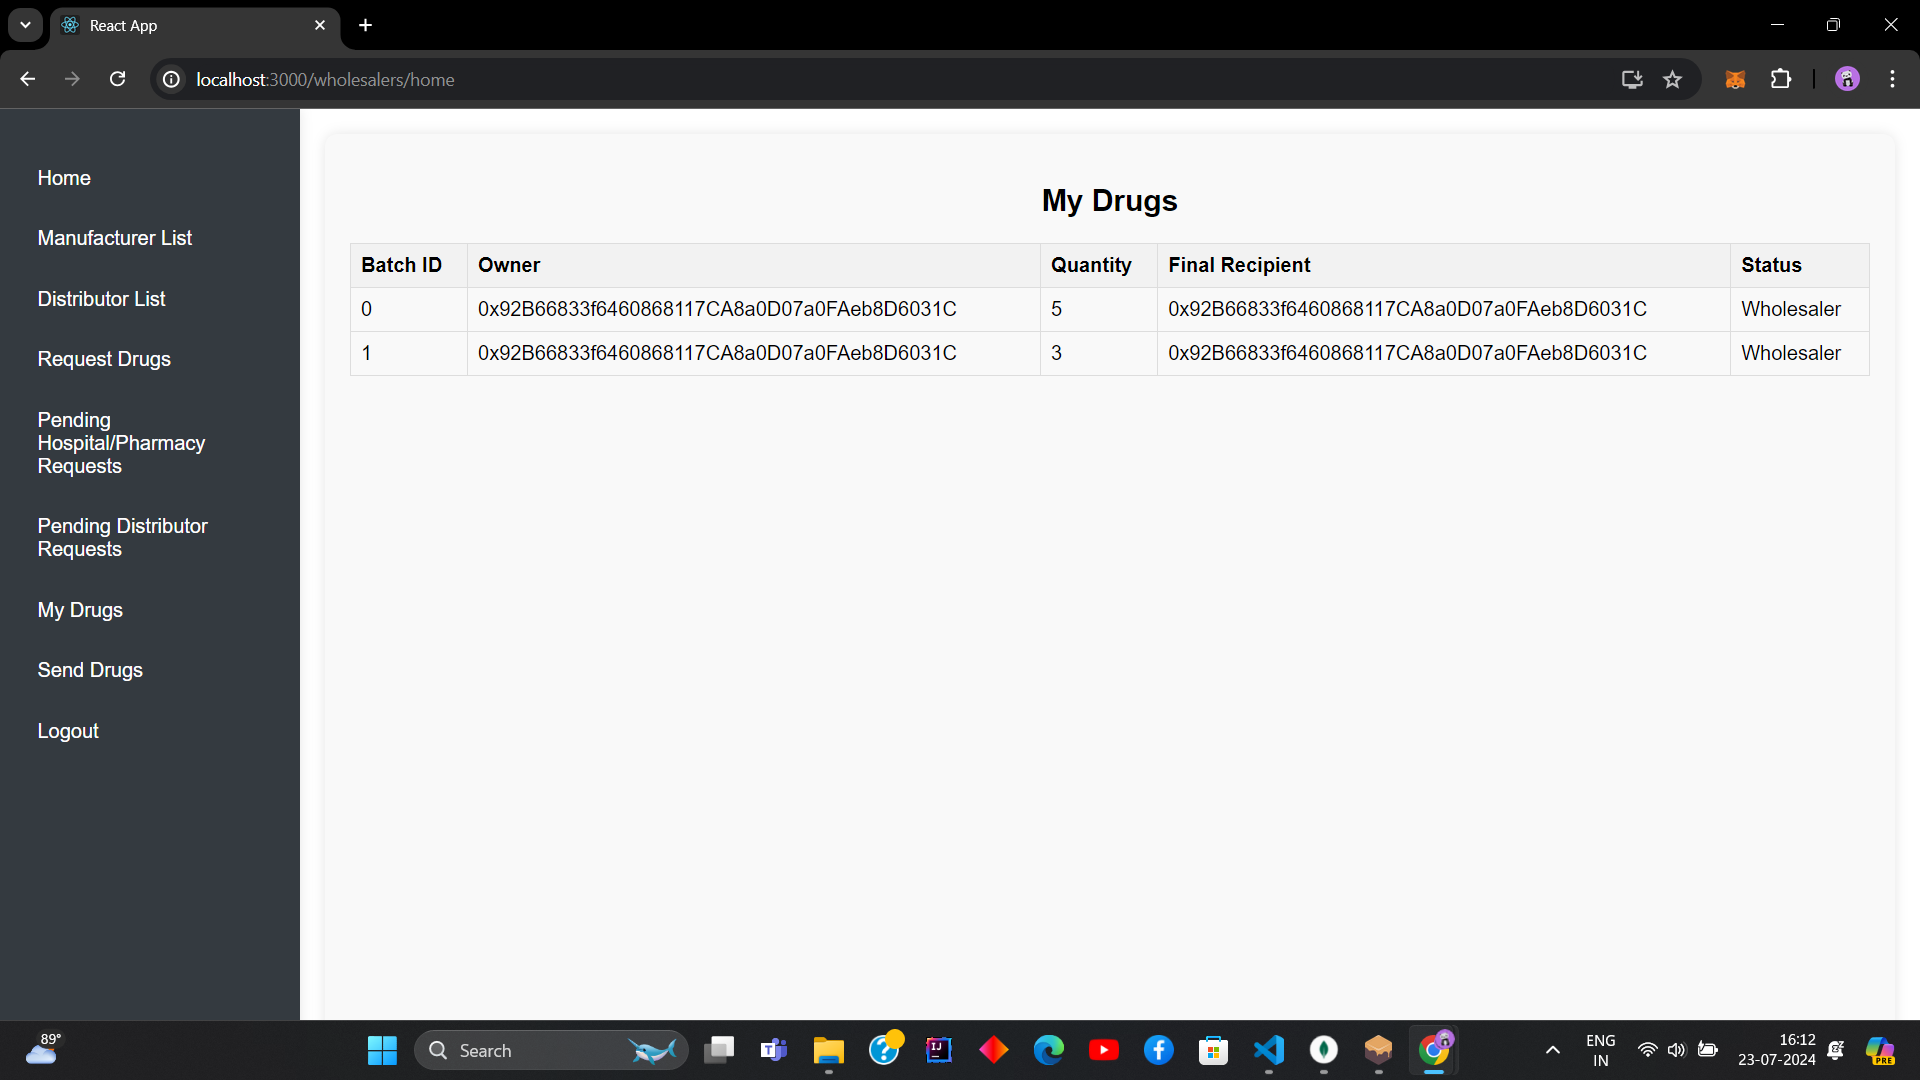 React App
localhost:3000/wholesalers/home
Home
Manufacturer List
Distributor List
Request Drugs
Pending
Hospital/Pharmacy
Requests
Pending Distributor
Requests
My Drugs
Send Drugs
Logout
My Drugs
Batch ID Owner Quantity Final Recipient Status
0 0x92B66833f6460868117CA8a0D07a0FAeb8D6031C 5 0x92B66833f6460868117CA8a0D07a0FAeb8D6031C Wholesaler
1 0x92B66833f6460868117CA8a0D07a0FAeb8D6031C 3 0x92B66833f6460868117CA8a0D07a0FAeb8D6031C Wholesaler
89°
Search
ENG
IN
16:12
23-07-2024
PRE